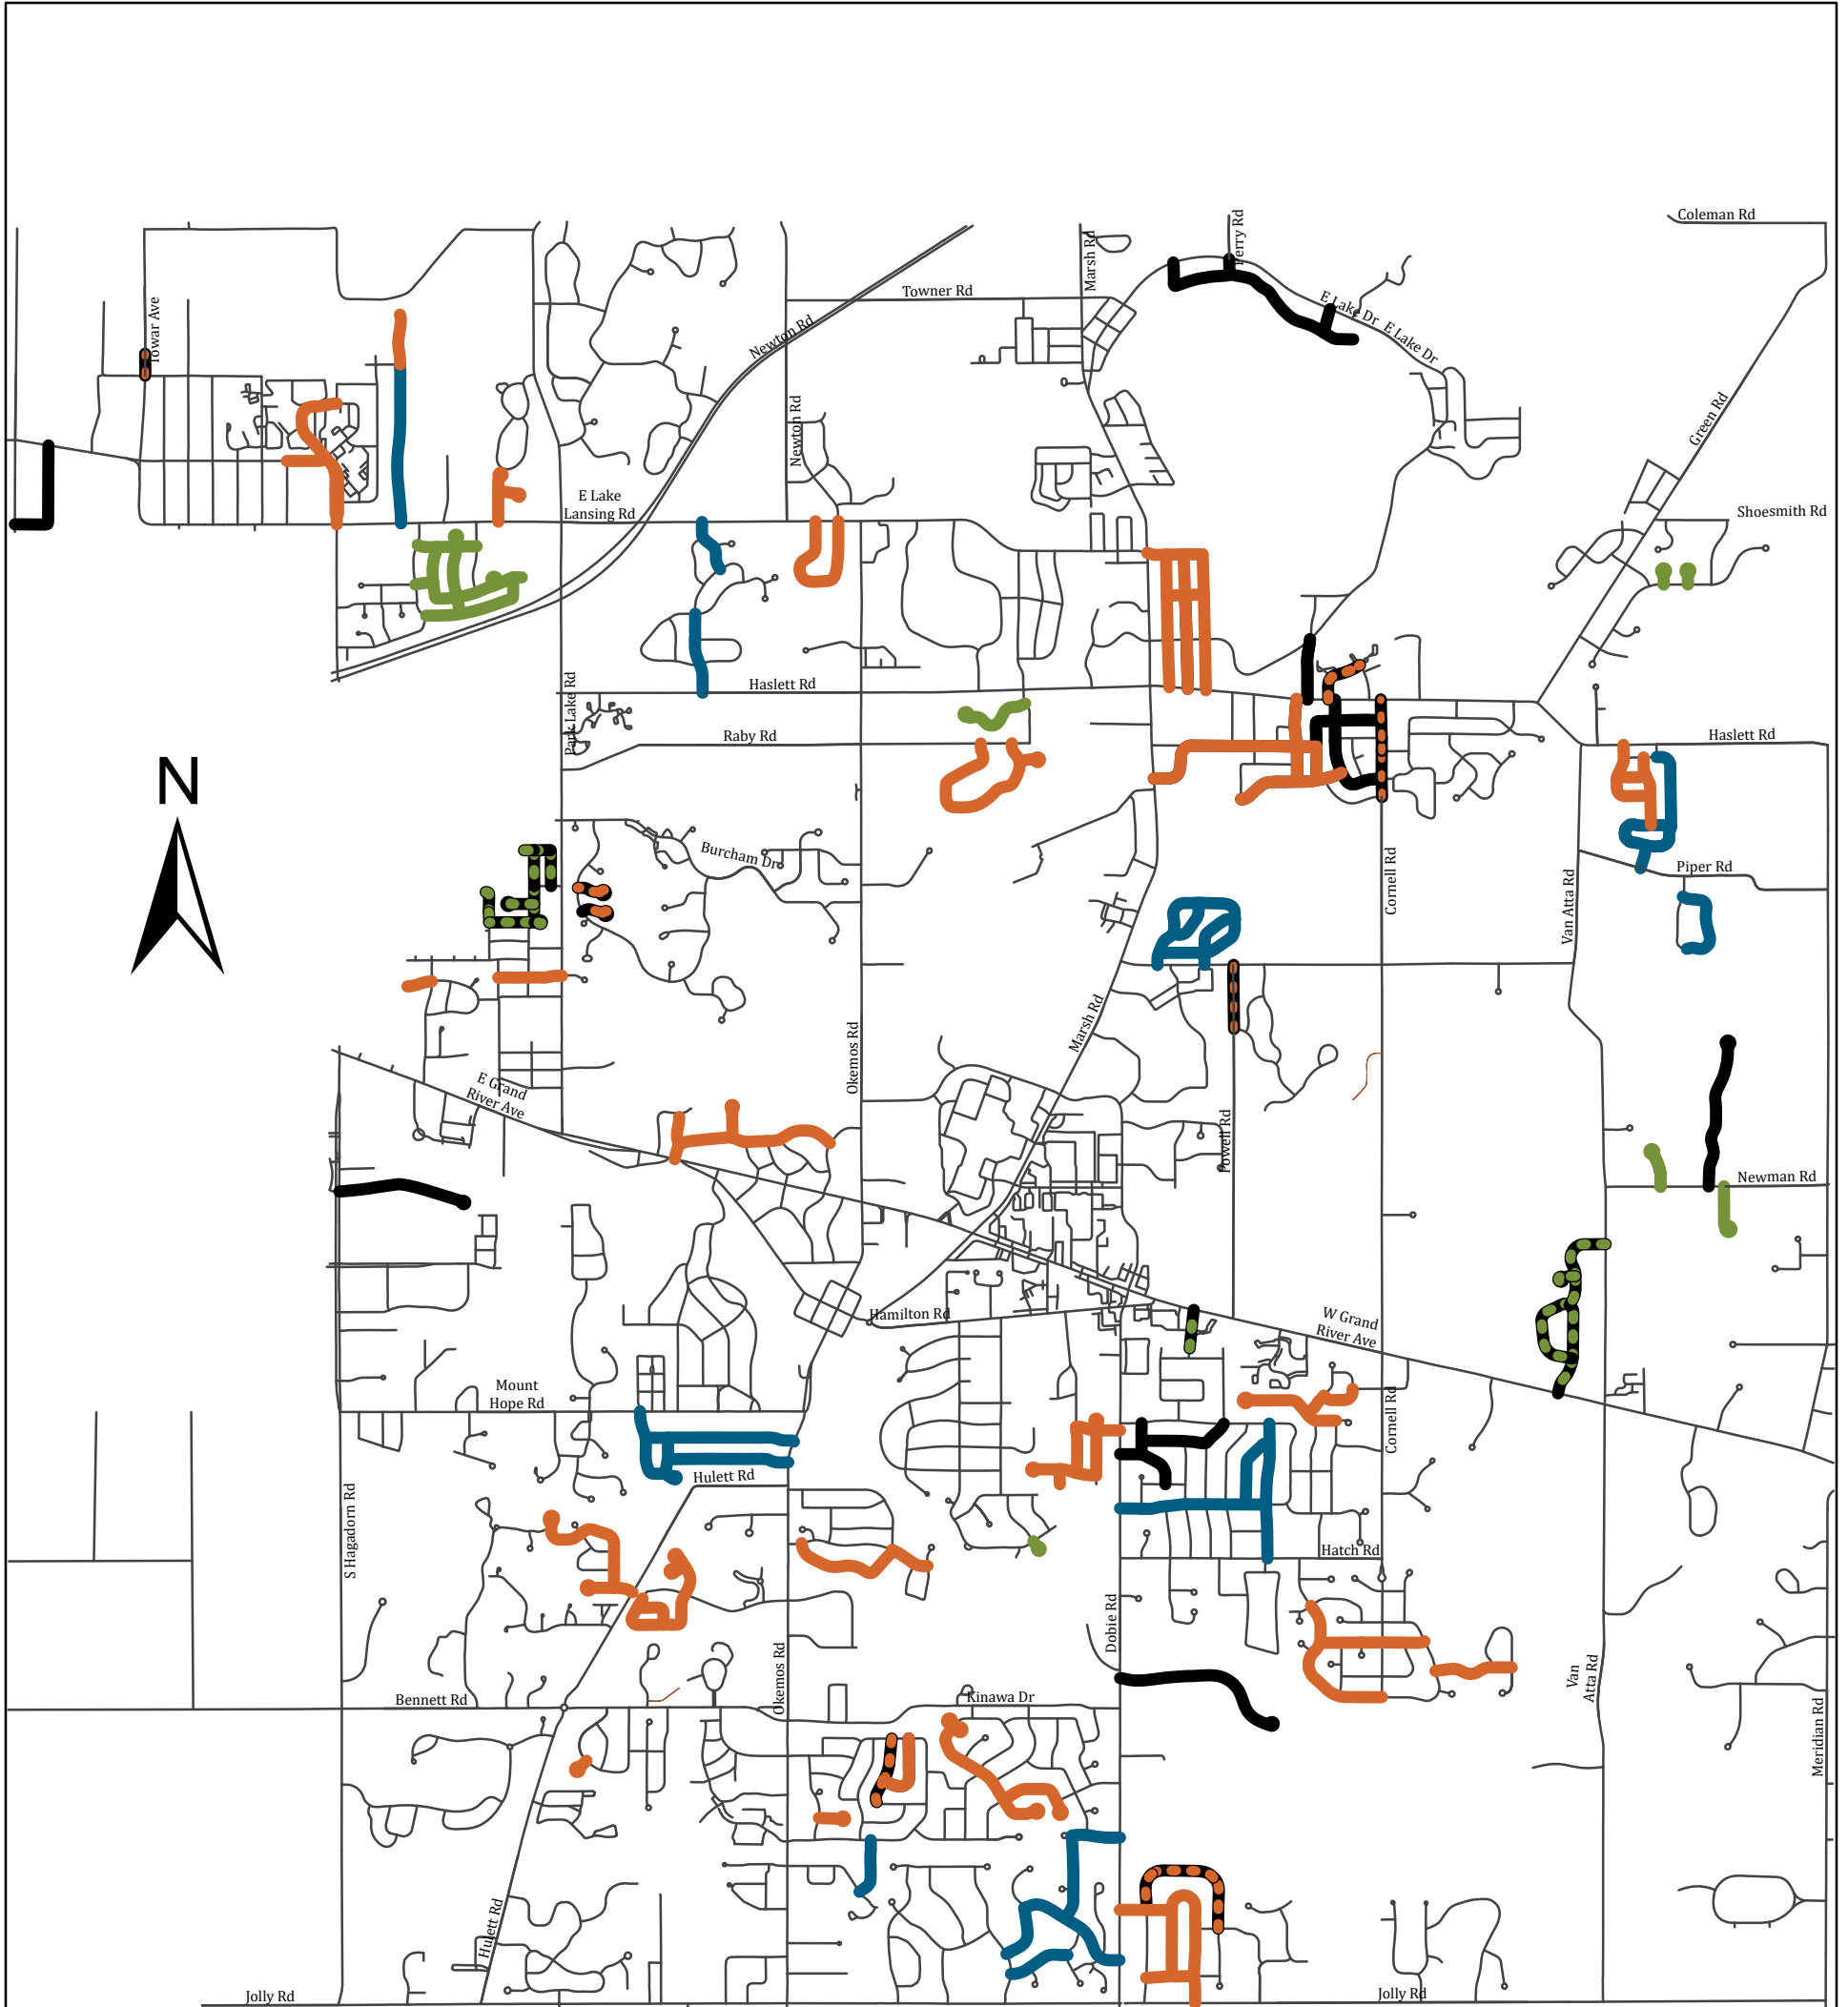 Coleman Rd
Perry Rd
Marsh Rd
Towner Rd
Towar Ave
E Lake Dr
E Lake Dr
Newton Rd
Newton Rd
Green Rd
E Lake
Lansing Rd
Shoesmith Rd
Haslett Rd
Park Lake Rd
Raby Rd
Haslett Rd
N
Burcham Dr
Cornell Rd
Piper Rd
Van Atta Rd
Marsh Rd
Okemos Rd
E Grand
River Ave
Powell Rd
Newman Rd
Hamilton Rd
W Grand
River Ave
Mount
Hope Rd
Cornell Rd
Hulett Rd
S Hagadorn Rd
Hatch Rd
Dobie Rd
Okemos Rd
Van
Atta Rd
Bennett Rd
Kinawa Dr
Meridian Rd
Hulett Rd
Jolly Rd
Jolly Rd